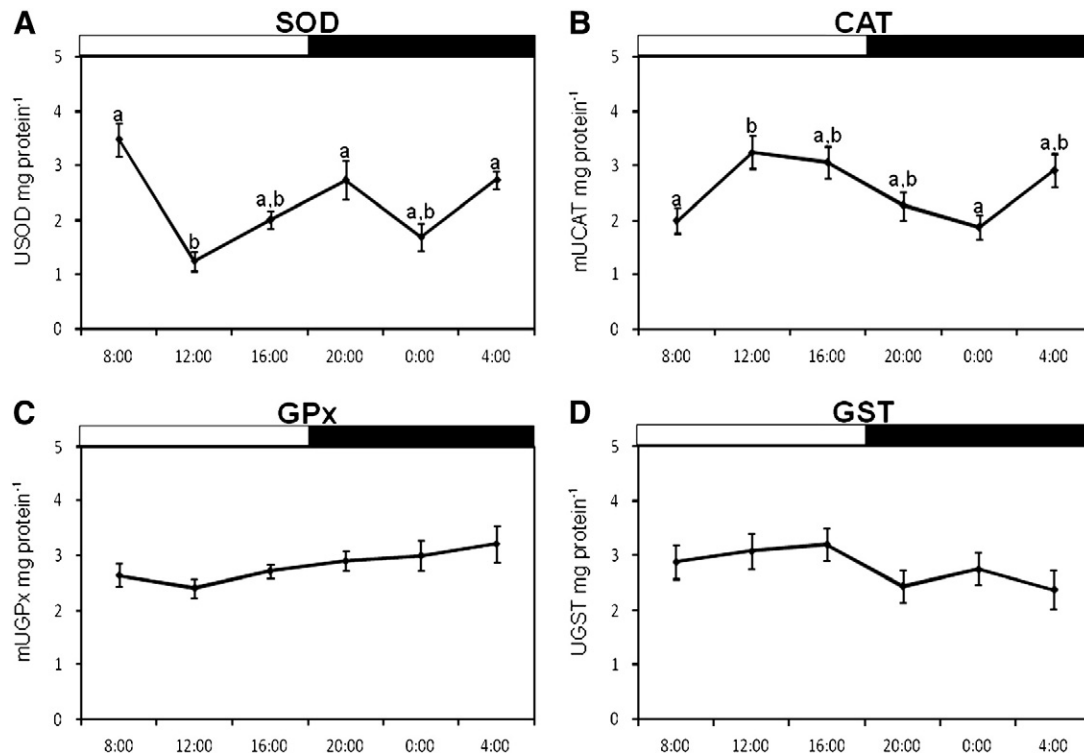 A SOD
5
4
3
2
1
0
USOD mg protein⁻¹
a
b
a,b
a
a,b
a
8:00 12:00 16:00 20:00 0:00 4:00
B CAT
5
4
3
2
1
0
mUCAT mg protein⁻¹
a
b
a,b
a,b
a
a,b
8:00 12:00 16:00 20:00 0:00 4:00
C GPx
5
4
3
2
1
0
mUGPx mg protein⁻¹
8:00 12:00 16:00 20:00 0:00 4:00
D GST
5
4
3
2
1
0
UGST mg protein⁻¹
8:00 12:00 16:00 20:00 0:00 4:00